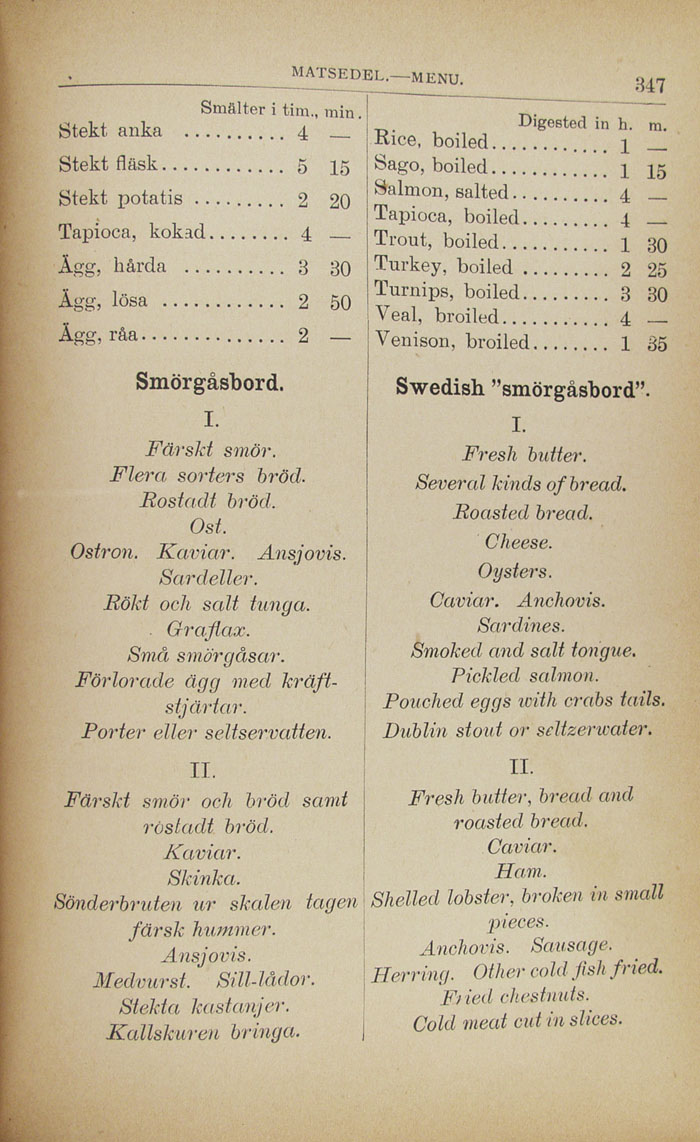 MATSEDEL.—MENU.
347
Smälter i tim., min.
Stekt anka .......... 4 —
Stekt fläsk............. 5 15
Stekt potatis ......... 2 20
Tapioca, kokad........ 4 —
Ägg, hårda .......... 3 30
Ägg, lösa ............ 2 50
Ägg, råa.............. 2 —
Smörgåsbord.
I.
Färskt smör.
Flera sorters bröd.
Rostadt bröd.
Ost.
Ostron. Kaviar. Ansjovis.
Sardeller.
Rökt och salt tunga.
Graflax.
Små smörgåsar.
Förlorade ägg med kräft-
stjärtar.
Porter eller seltservatten.
II.
Färskt smör och bröd samt
rostadt bröd.
Kaviar.
Skinka.
Sönderbruten ur skalen tagen
färsk hummer.
Ansjovis.
Medvurst. Sill-lådor.
Stekta kastanjer.
Kallskuren bringa.
Digested in h. m.
Rice, boiled............ 1 —
Sago, boiled............ 1 15
Salmon, salted.......... 4 —
Tapioca, boiled......... 4 —
Trout, boiled........... 1 30
Turkey, boiled ......... 2 25
Turnips, boiled......... 3 30
Veal, broiled........... 4 —
Venison, broiled........ 1 35
Swedish ”smörgåsbord”.
I.
Fresh butter.
Several kinds of bread.
Roasted bread.
Cheese.
Oysters.
Caviar. Anchovis.
Sardines.
Smoked and salt tongue.
Pickled salmon.
Pouched eggs with crabs tails.
Dublin stout or seltzerwater.
II.
Fresh butter, bread and
roasted bread.
Caviar.
Ham.
Shelled lobster, broken in small
pieces.
Anchovis. Sausage.
Herring. Other cold fish fried.
Fried chestnuts.
Cold meat cut in slices.